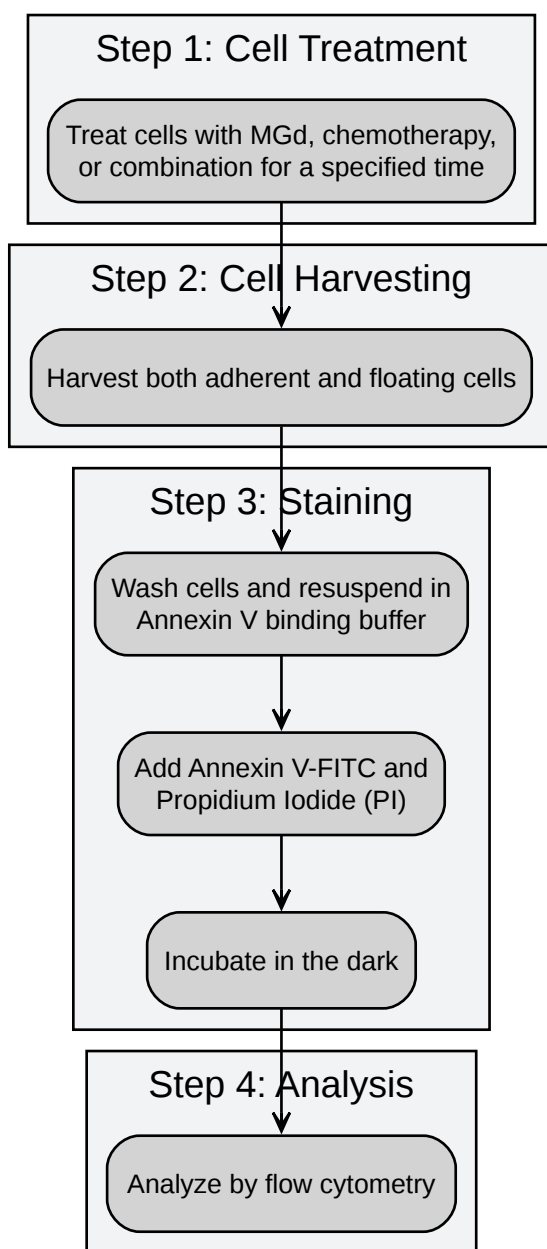 Step 1: Cell Treatment
Treat cells with MGd, chemotherapy,
or combination for a specified time
Step 2: Cell Harvesting
Harvest both adherent and floating cells
Step 3: Staining
Wash cells and resuspend in
Annexin V binding buffer
Add Annexin V-FITC and
Propidium Iodide (PI)
Incubate in the dark
Step 4: Analysis
Analyze by flow cytometry